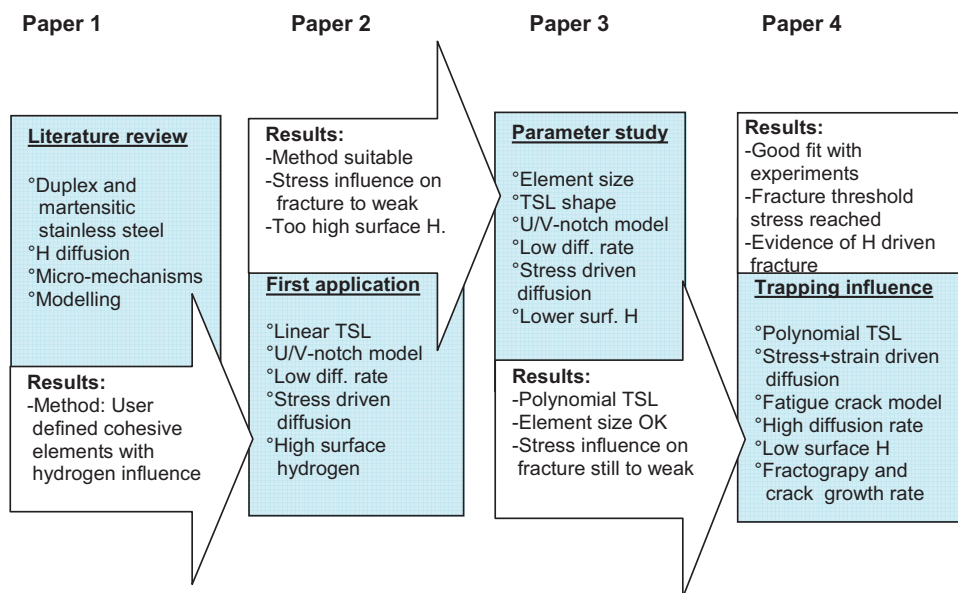 Paper 1
Paper 2
Paper 3
Paper 4
Literature review
°Duplex and
martensitic
stainless steel
°H diffusion
°Micro-mechanisms
°Modelling
Results:
-Method: User
defined cohesive
elements with
hydrogen influence
Results:
-Method suitable
-Stress influence on
fracture to weak
-Too high surface H.
First application
°Linear TSL
°U/V-notch model
°Low diff. rate
°Stress driven
diffusion
°High surface
hydrogen
Parameter study
°Element size
°TSL shape
°U/V-notch model
°Low diff. rate
°Stress driven
diffusion
°Lower surf. H
Results:
-Polynomial TSL
-Element size OK
-Stress influence on
fracture still to weak
Results:
-Good fit with
experiments
-Fracture threshold
stress reached
-Evidence of H driven
fracture
Trapping influence
°Polynomial TSL
°Stress+strain driven
diffusion
°Fatigue crack model
°High diffusion rate
°Low surface H
°Fractograpy and
crack growth rate